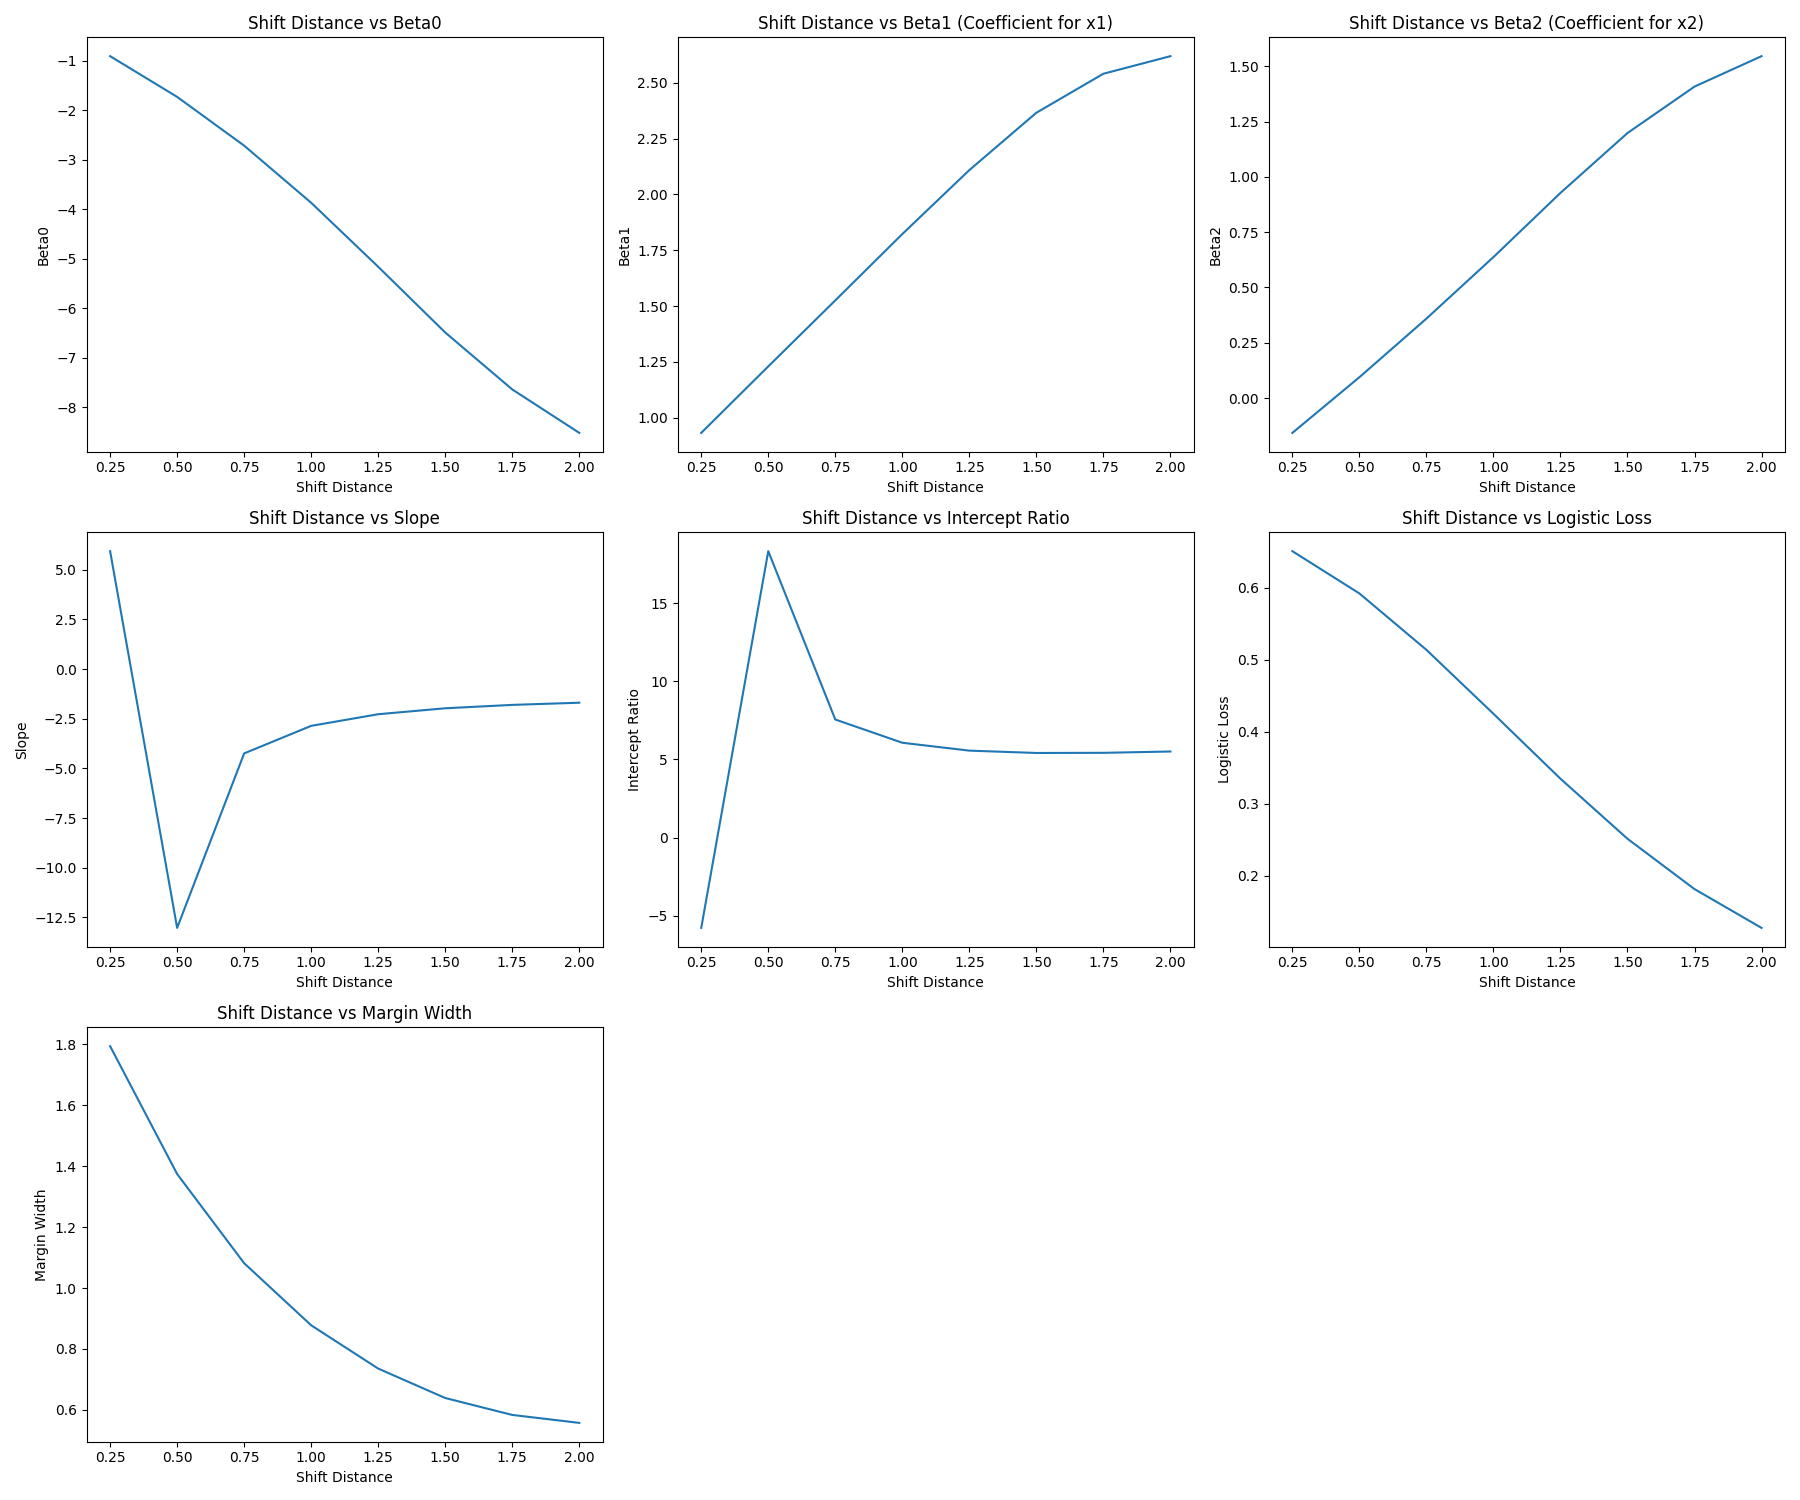 Shift Distance vs Beta0
Beta0
−1
−2
−3
−4
−5
−6
−7
−8
0.25 0.50 0.75 1.00 1.25 1.50 1.75 2.00
Shift Distance
Shift Distance vs Beta1 (Coefficient for x1)
Beta1
2.50
2.25
2.00
1.75
1.50
1.25
1.00
0.25 0.50 0.75 1.00 1.25 1.50 1.75 2.00
Shift Distance
Shift Distance vs Beta2 (Coefficient for x2)
Beta2
1.50
1.25
1.00
0.75
0.50
0.25
0.00
0.25 0.50 0.75 1.00 1.25 1.50 1.75 2.00
Shift Distance
Shift Distance vs Slope
Slope
5.0
2.5
0.0
−2.5
−5.0
−7.5
−10.0
−12.5
0.25 0.50 0.75 1.00 1.25 1.50 1.75 2.00
Shift Distance
Shift Distance vs Intercept Ratio
Intercept Ratio
15
10
5
0
−5
0.25 0.50 0.75 1.00 1.25 1.50 1.75 2.00
Shift Distance
Shift Distance vs Logistic Loss
Logistic Loss
0.6
0.5
0.4
0.3
0.2
0.25 0.50 0.75 1.00 1.25 1.50 1.75 2.00
Shift Distance
Shift Distance vs Margin Width
Margin Width
1.8
1.6
1.4
1.2
1.0
0.8
0.6
0.25 0.50 0.75 1.00 1.25 1.50 1.75 2.00
Shift Distance